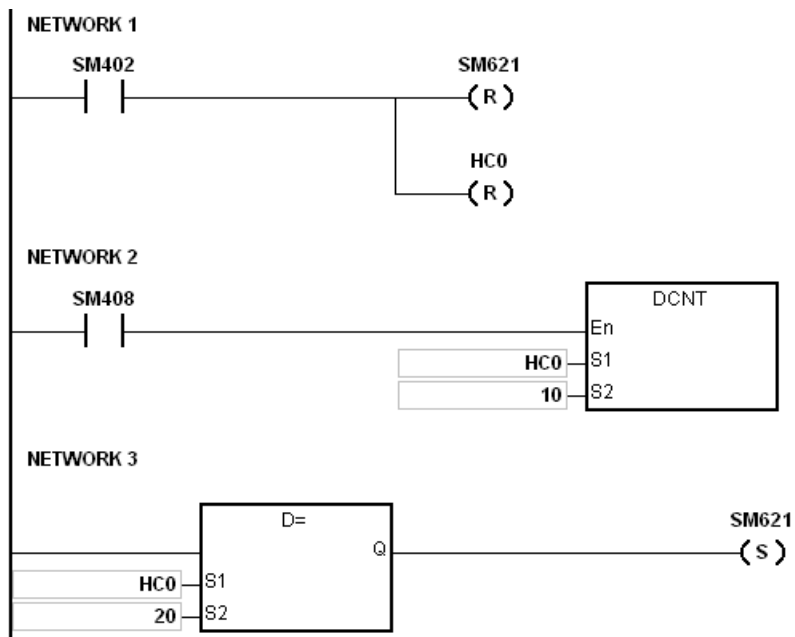 NETWORK 1
SM402 SM621
R
HC0
R
NETWORK 2
SM408
DCNT
En
HC0 S1
10 S2
NETWORK 3
D=
SM621
Q
S
HC0 S1
20 S2